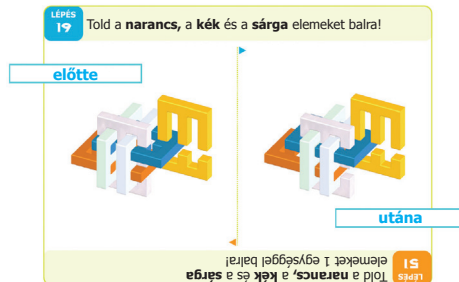 LÉPÉS
19
Told a narancs, a kék és a sárga elemeket balra!
előtte
utána
LÉPÉS
15
Told a narancs, a kék és a sárga
elemeket 1 egységgel balra!